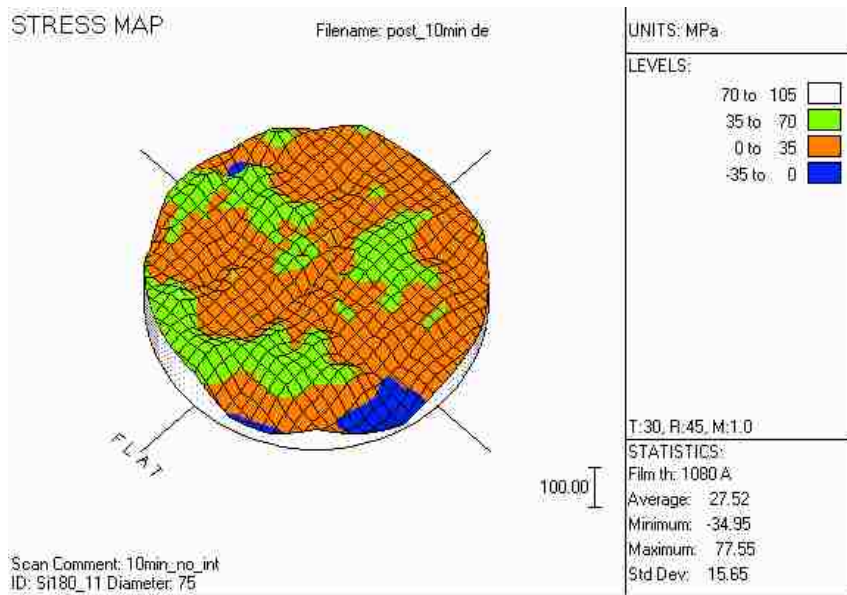 STRESS MAP
Filename: post_10min de
UNITS: MPa
LEVELS:
70 to 105
35 to 70
0 to 35
-35 to 0
FLAT
100.00
T:30, R:45, M:1.0
STATISTICS:
Film th: 1080 A
Average: 27.52
Minimum: -34.95
Maximum: 77.55
Std Dev: 15.65
Scan Comment: 10min_no_int
ID: Si180_11 Diameter: 75